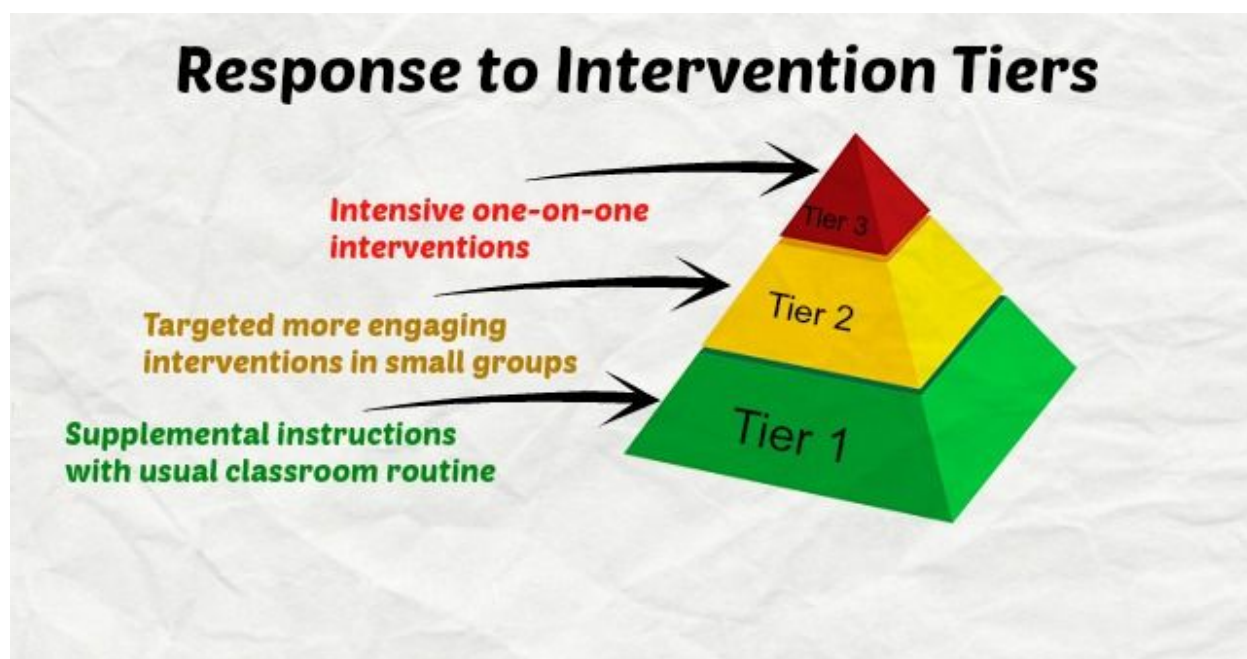 Response to Intervention Tiers
Intensive one-on-one
interventions
Tier 3
Targeted more engaging
interventions in small groups
Tier 2
Supplemental instructions
with usual classroom routine
Tier 1